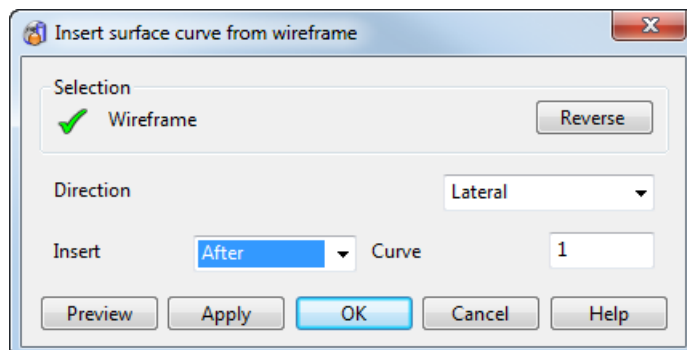 Insert surface curve from wireframe
Selection
Wireframe Reverse
Direction Lateral
Insert After Curve 1
Preview Apply OK Cancel Help